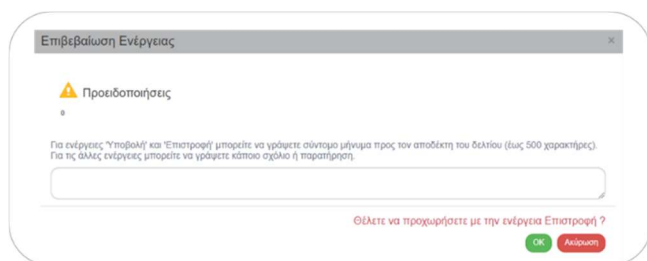 Επιβεβαίωση Ενέργειας ×
Προειδοποιήσεις
0
Για ενέργειες 'Υποβολή' και 'Επιστροφή' μπορείτε να γράψετε σύντομο μήνυμα προς τον αποδέκτη του δελτίου (έως 500 χαρακτήρες).
Για τις άλλες ενέργειες μπορείτε να γράψετε κάποιο σχόλιο ή παρατήρηση.
Θέλετε να προχωρήσετε με την ενέργεια Επιστροφή ?
OK Ακύρωση